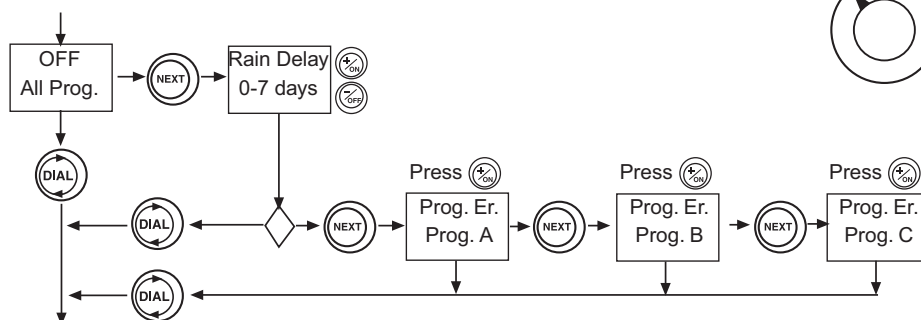 OFF
All Prog.
NEXT
Rain Delay
0-7 days
+/ON
-/OFF
DIAL
Press +/ON
Press +/ON
Press +/ON
DIAL
NEXT
Prog. Er.
Prog. A
NEXT
Prog. Er.
Prog. B
NEXT
Prog. Er.
Prog. C
DIAL